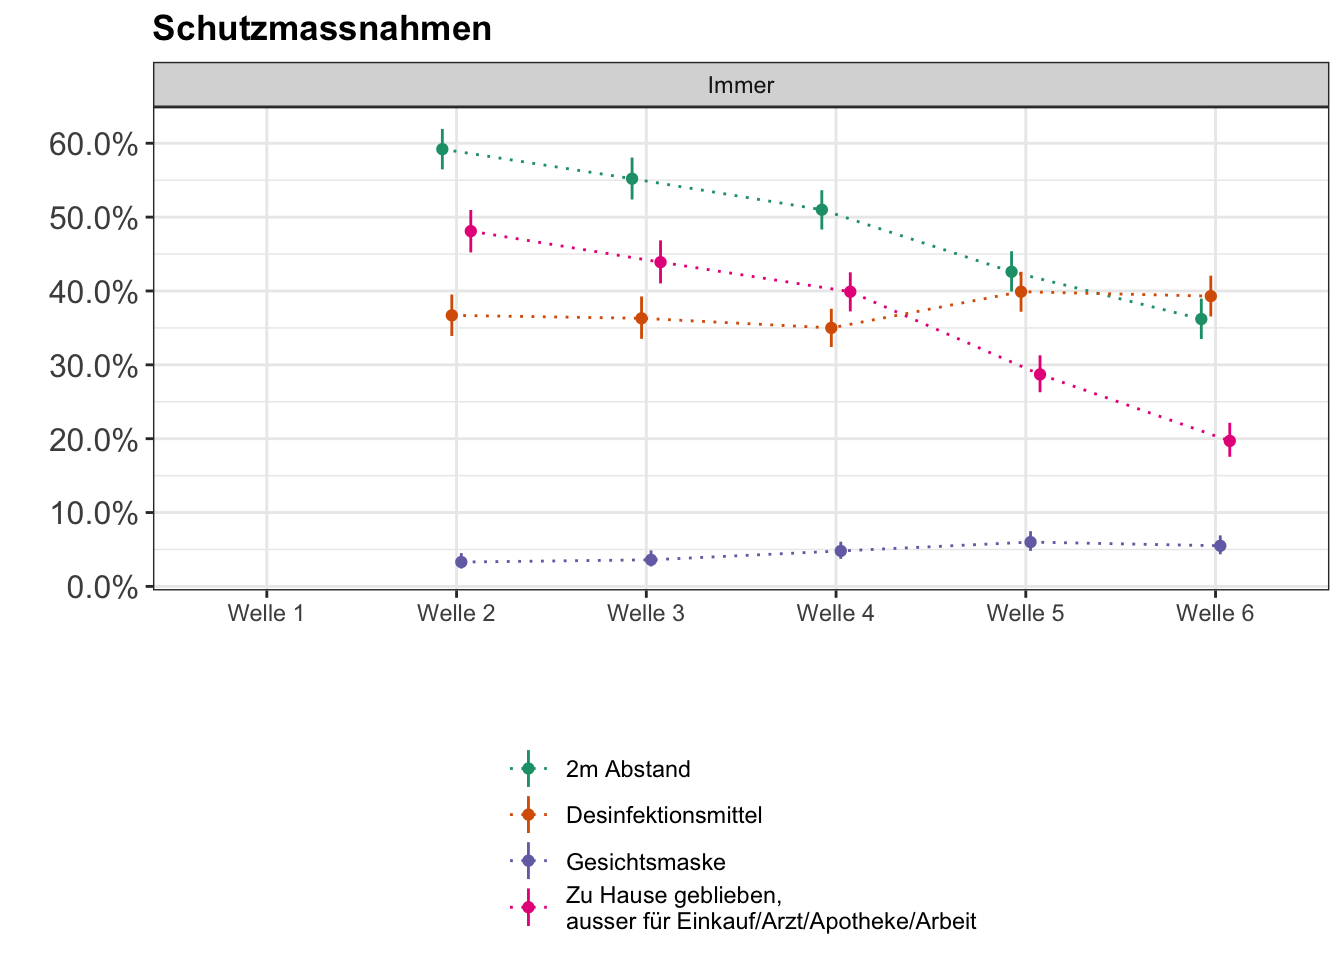 Schutzmassnahmen
Immer
60.0%
50.0%
40.0%
30.0%
20.0%
10.0%
0.0%
Welle 1 Welle 2 Welle 3 Welle 4 Welle 5 Welle 6
2m Abstand
Desinfektionsmittel
Gesichtsmaske
Zu Hause geblieben,
ausser für Einkauf/Arzt/Apotheke/Arbeit